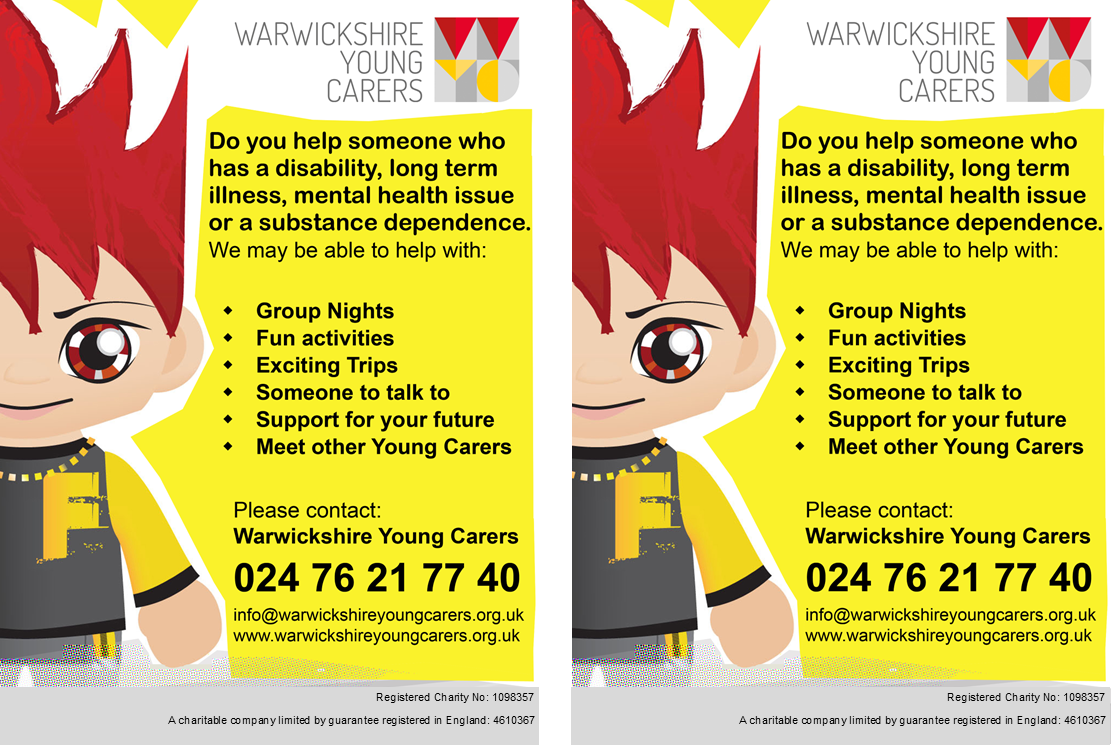 WARWICKSHIRE
YOUNG
CARERS
Do you help someone who
has a disability, long term
illness, mental health issue
or a substance dependence.
We may be able to help with:
Group Nights
Fun activities
Exciting Trips
Someone to talk to
Support for your future
Meet other Young Carers
Please contact:
Warwickshire Young Carers
024 76 21 77 40
info@warwickshireyoungcarers.org.uk
www.warwickshireyoungcarers.org.uk
F
Registered Charity No: 1098357
A charitable company limited by guarantee registered in England: 4610367
WARWICKSHIRE
YOUNG
CARERS
Do you help someone who
has a disability, long term
illness, mental health issue
or a substance dependence.
We may be able to help with:
Group Nights
Fun activities
Exciting Trips
Someone to talk to
Support for your future
Meet other Young Carers
Please contact:
Warwickshire Young Carers
024 76 21 77 40
info@warwickshireyoungcarers.org.uk
www.warwickshireyoungcarers.org.uk
F
Registered Charity No: 1098357
A charitable company limited by guarantee registered in England: 4610367